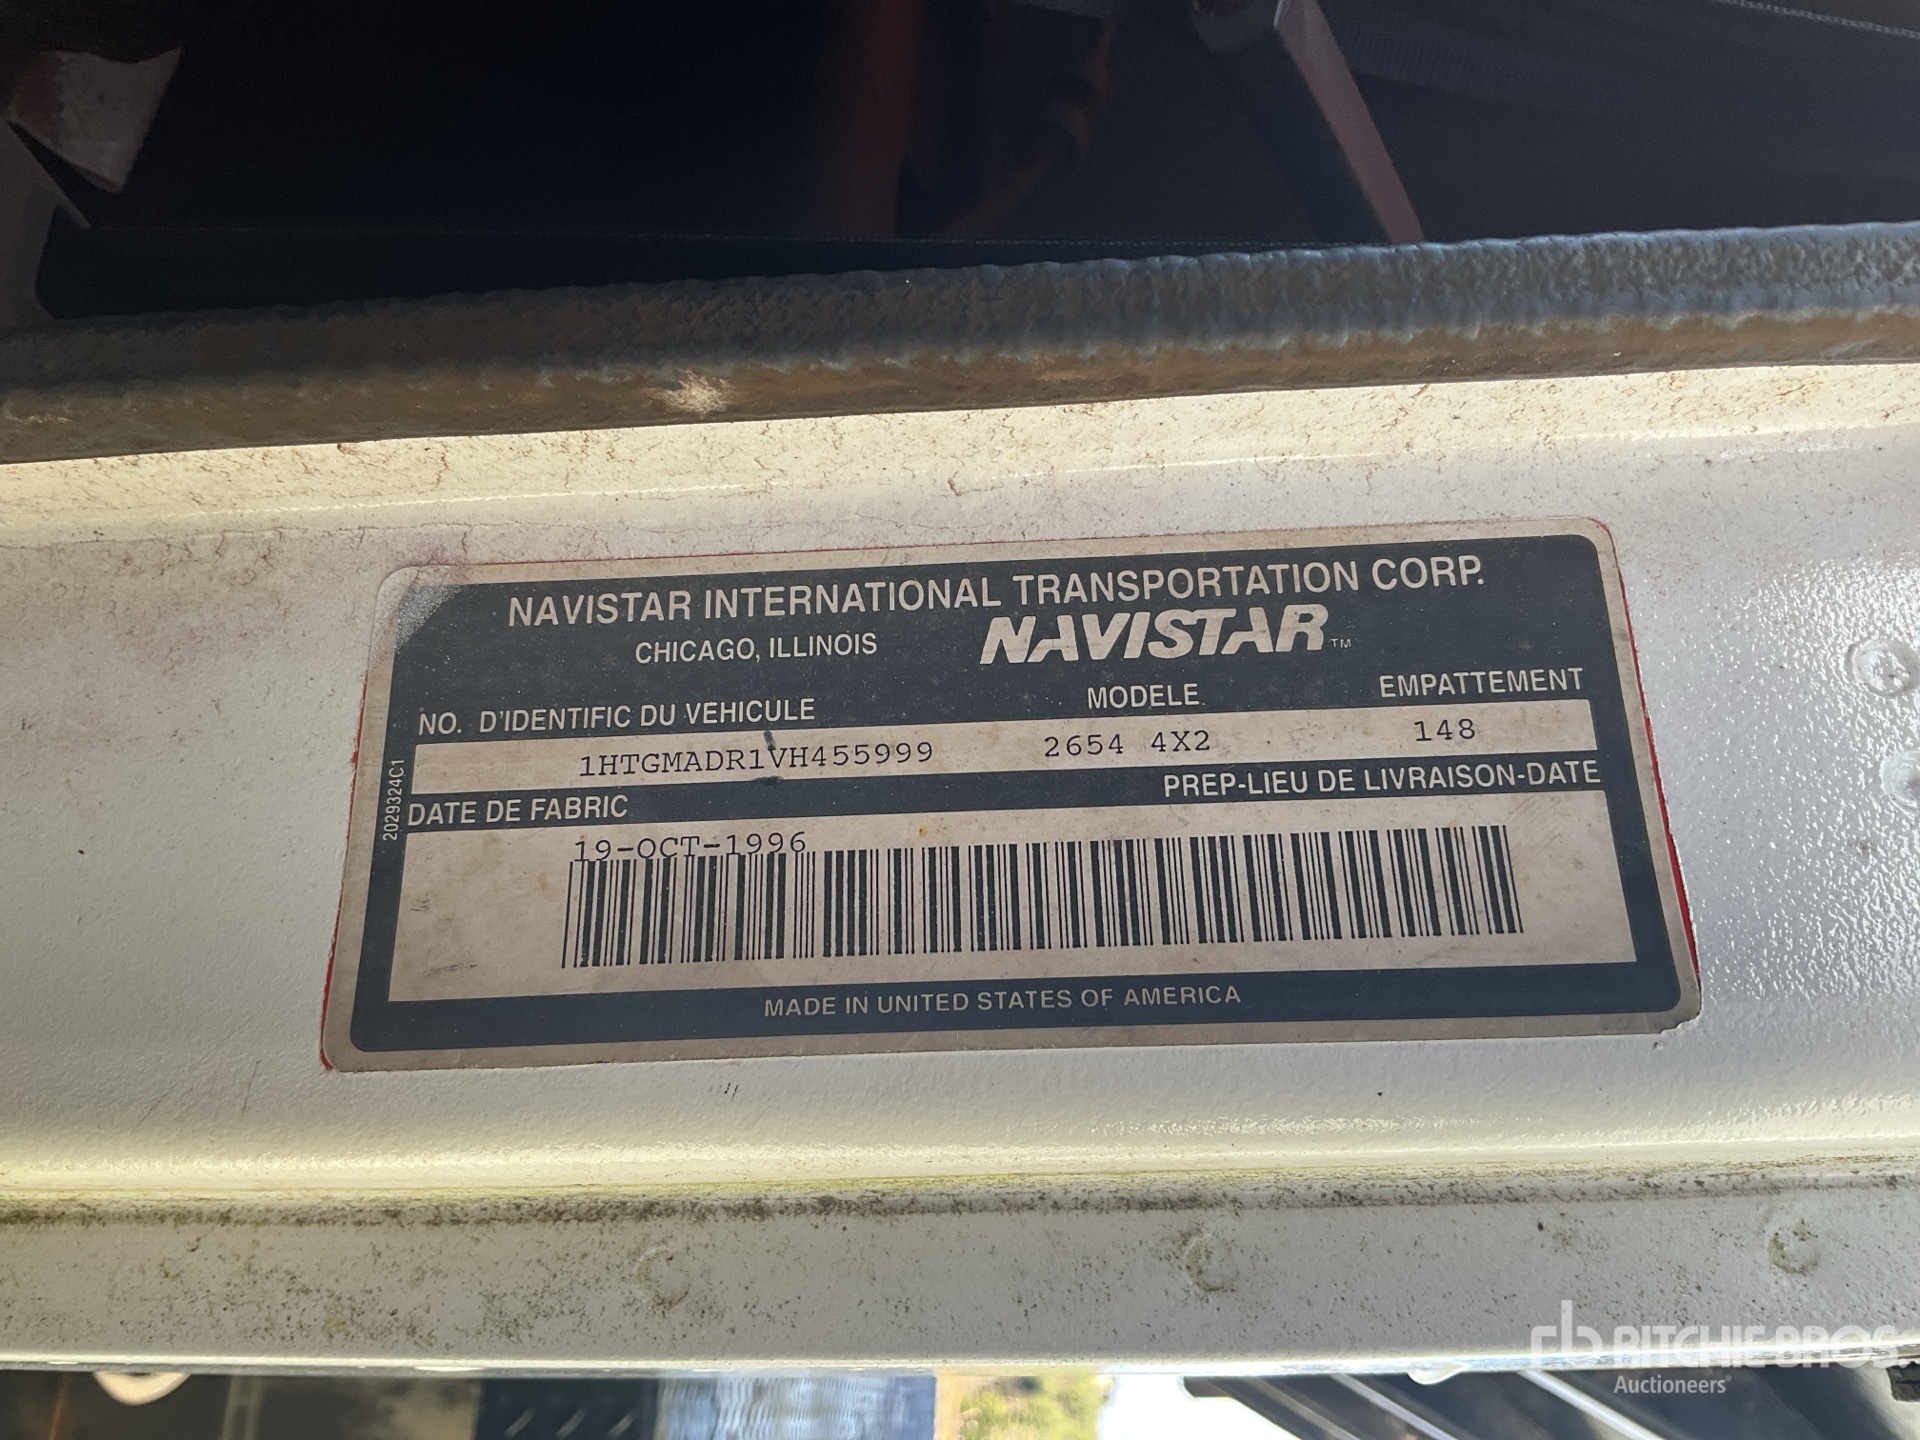 NAVISTAR INTERNATIONAL TRANSPORTATION CORP.
CHICAGO, ILLINOIS NAVISTAR TM
NO. D'IDENTIFIC DU VEHICULE MODELE EMPATTEMENT
1HTGMADR1VH455999 2654 4X2 148
DATE DE FABRIC PREP-LIEU DE LIVRAISON-DATE
2029324C1
19-OCT-1996
MADE IN UNITED STATES OF AMERICA
rb RITCHIE BROS.
Auctioneers